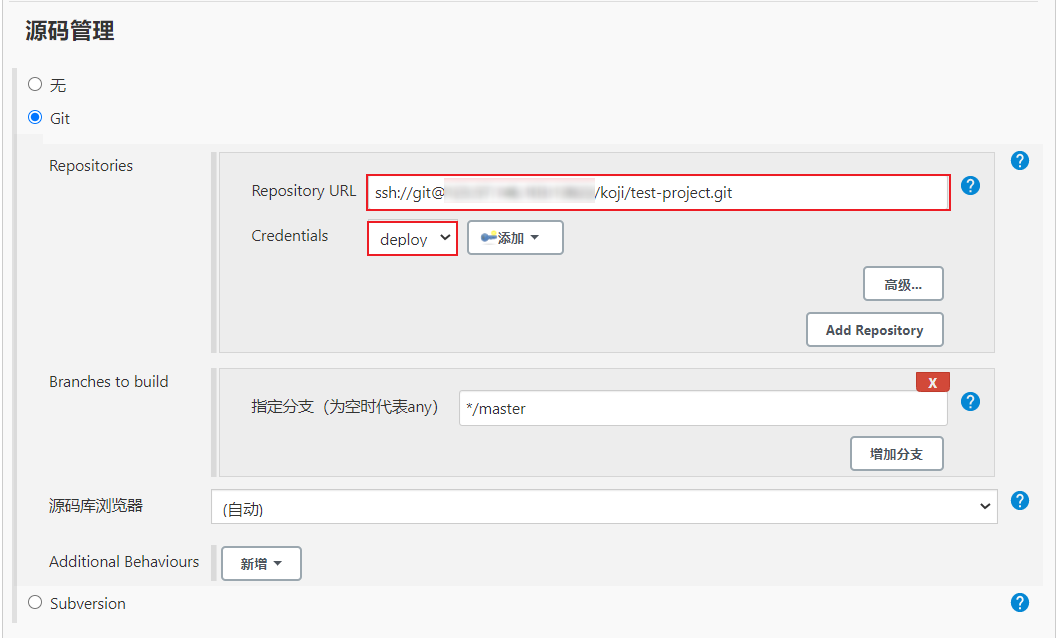 源码管理
无
Git
Repositories
Repository URL
ssh://git@ /koji/test-project.git
Credentials
deploy
添加
高级...
Add Repository
Branches to build
X
指定分支（为空时代表any）
*/master
增加分支
源码库浏览器
(自动)
Additional Behaviours
新增
Subversion